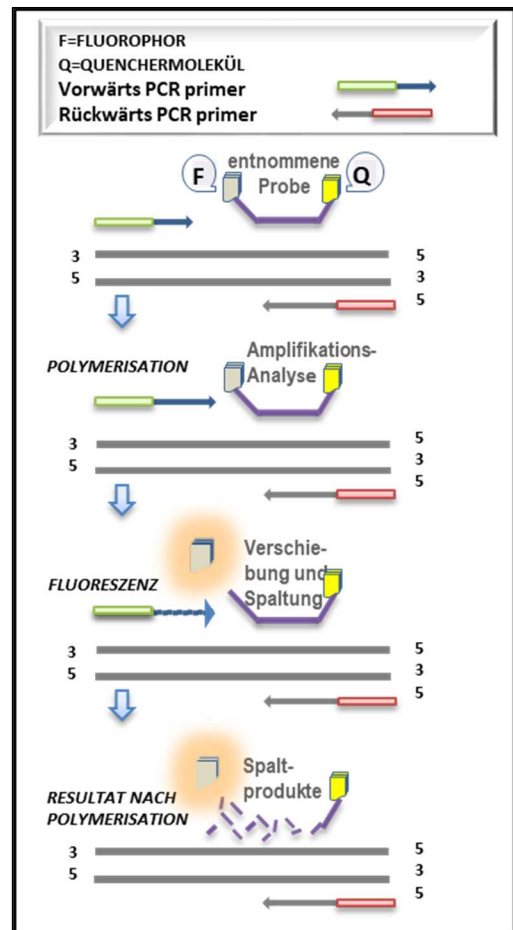 F=FLUOROPHOR
Q=QUENCHERMOLEKÜL
Vorwärts PCR primer
Rückwärts PCR primer
entnommene
F Probe Q
3 5
5 3
5
POLYMERISATION
Amplifikations-
Analyse
3 5
5 3
5
Verschie-
bung und
Spaltung
FLUORESZENZ
3 5
5 3
5
Spalt-
produkte
RESULTAT NACH
POLYMERISATION
3 5
5 3
5